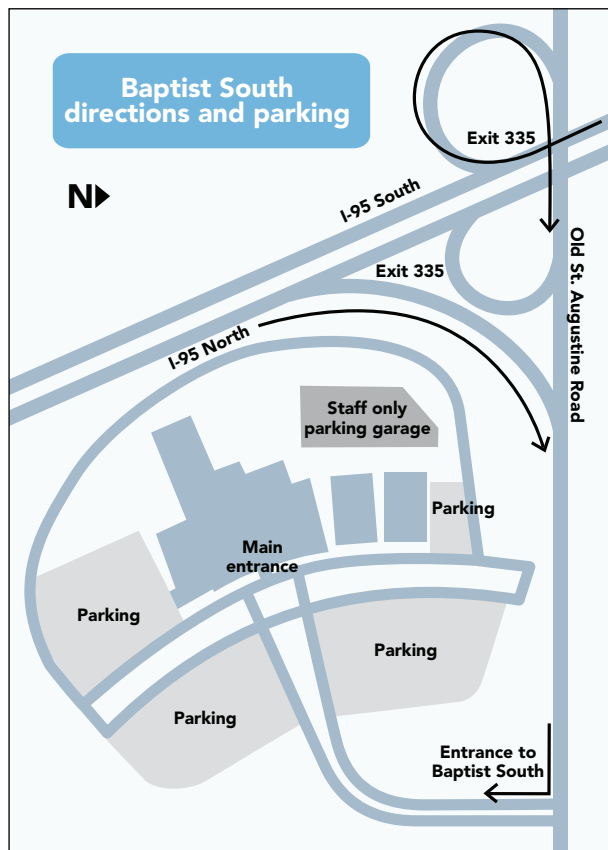 Baptist South
directions and parking
N
Exit 335
I-95 South
Old St. Augustine Road
Exit 335
I-95 North
Staff only
parking garage
Parking
Main
entrance
Parking
Parking
Parking
Entrance to
Baptist South